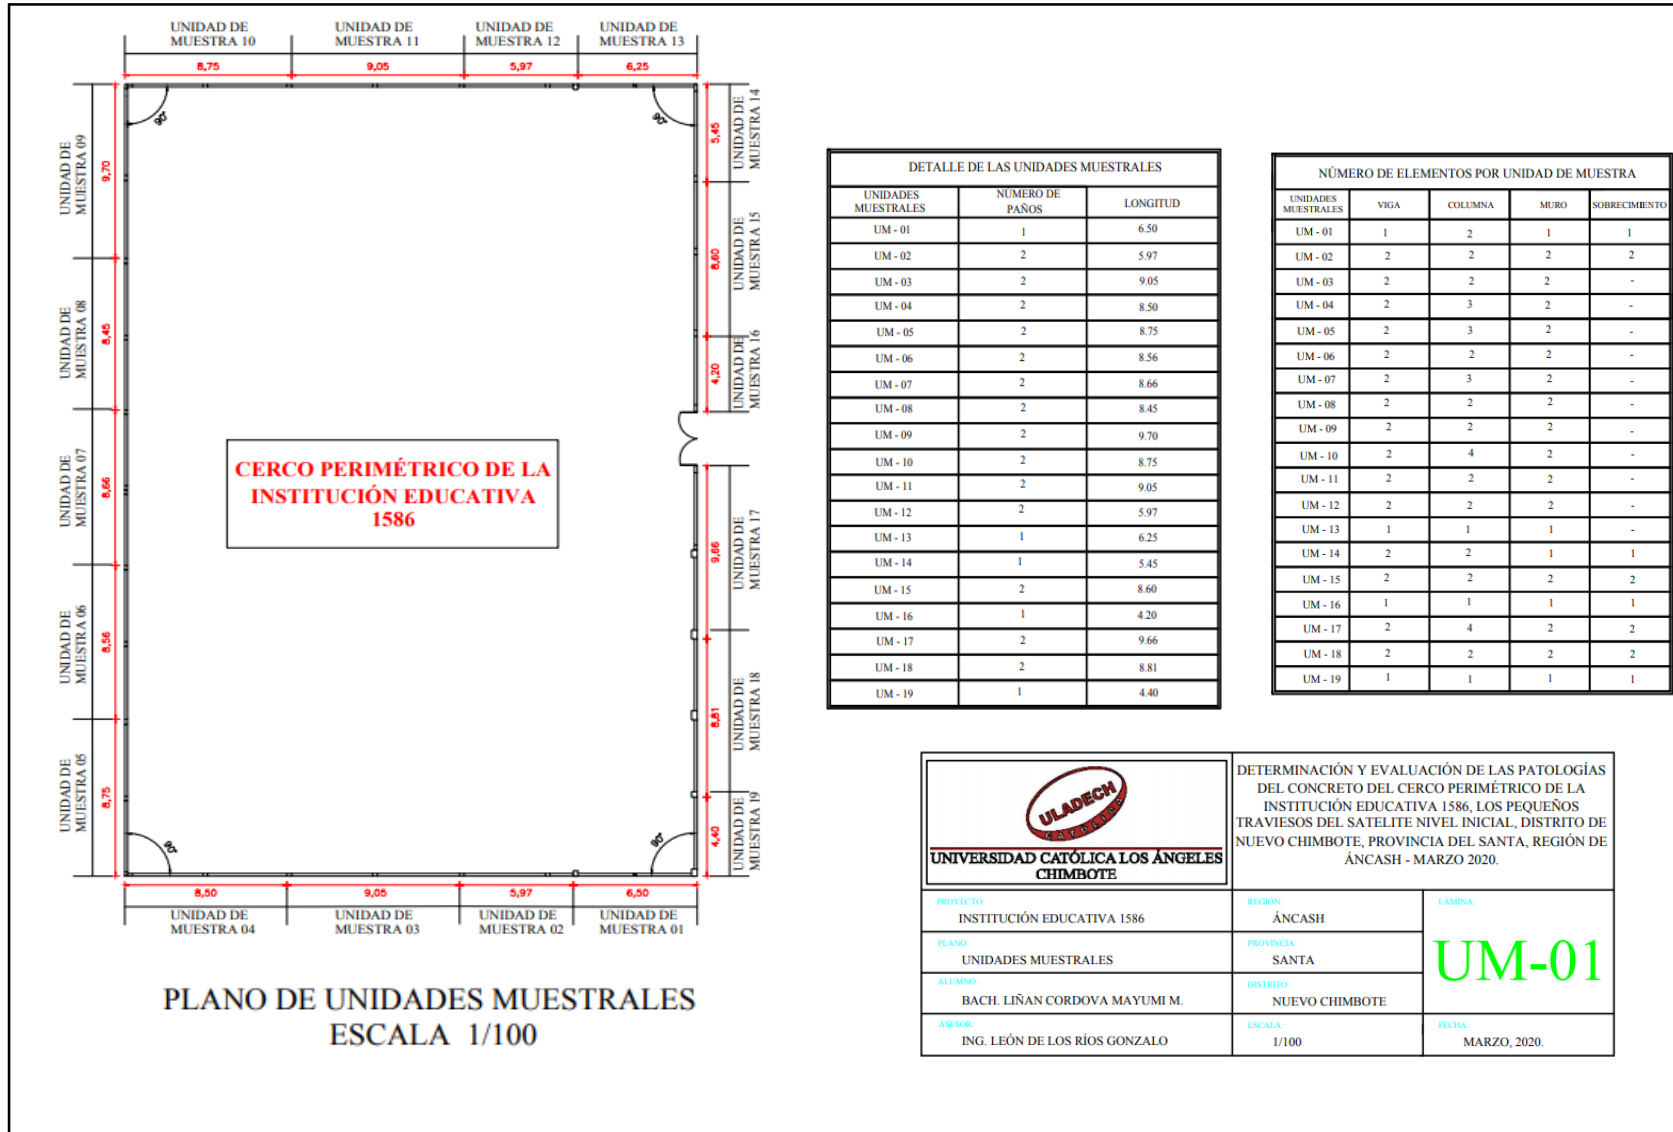 UNIDAD DE
MUESTRA 10
UNIDAD DE
MUESTRA 11
UNIDAD DE
MUESTRA 12
UNIDAD DE
MUESTRA 13
8,75
9,05
5,97
6,25
90°
90°
UNIDAD DE
MUESTRA 09
9,70
UNIDAD DE
MUESTRA 08
8,45
UNIDAD DE
MUESTRA 07
8,66
UNIDAD DE
MUESTRA 06
8,56
UNIDAD DE
MUESTRA 05
8,75
5,45
UNIDAD DE
MUESTRA 14
8,60
UNIDAD DE
MUESTRA 15
4,20
UNIDAD DE
MUESTRA 16
9,66
UNIDAD DE
MUESTRA 17
8,81
UNIDAD DE
MUESTRA 18
4,40
UNIDAD DE
MUESTRA 19
CERCO PERIMÉTRICO DE LA
INSTITUCIÓN EDUCATIVA
1586
90°
90°
8,50
9,05
5,97
6,50
UNIDAD DE
MUESTRA 04
UNIDAD DE
MUESTRA 03
UNIDAD DE
MUESTRA 02
UNIDAD DE
MUESTRA 01
PLANO DE UNIDADES MUESTRALES
ESCALA 1/100
DETALLE DE LAS UNIDADES MUESTRALES
UNIDADES MUESTRALES NÚMERO DE PAÑOS LONGITUD
UM - 01 1 6.50
UM - 02 2 5.97
UM - 03 2 9.05
UM - 04 2 8.50
UM - 05 2 8.75
UM - 06 2 8.56
UM - 07 2 8.66
UM - 08 2 8.45
UM - 09 2 9.70
UM - 10 2 8.75
UM - 11 2 9.05
UM - 12 2 5.97
UM - 13 1 6.25
UM - 14 1 5.45
UM - 15 2 8.60
UM - 16 1 4.20
UM - 17 2 9.66
UM - 18 2 8.81
UM - 19 1 4.40
NÚMERO DE ELEMENTOS POR UNIDAD DE MUESTRA
UNIDADES MUESTRALES VIGA COLUMNA MURO SOBRECIMIENTO
UM - 01 1 2 1 1
UM - 02 2 2 2 2
UM - 03 2 2 2 -
UM - 04 2 3 2 -
UM - 05 2 3 2 -
UM - 06 2 2 2 -
UM - 07 2 3 2 -
UM - 08 2 2 2 -
UM - 09 2 2 2 -
UM - 10 2 4 2 -
UM - 11 2 2 2 -
UM - 12 2 2 2 -
UM - 13 1 1 1 -
UM - 14 2 2 1 1
UM - 15 2 2 2 2
UM - 16 1 1 1 1
UM - 17 2 4 2 2
UM - 18 2 2 2 2
UM - 19 1 1 1 1
ULADECH
CATÓLICA
UNIVERSIDAD CATÓLICA LOS ÁNGELES
CHIMBOTE
DETERMINACIÓN Y EVALUACIÓN DE LAS PATOLOGÍAS
DEL CONCRETO DEL CERCO PERIMÉTRICO DE LA
INSTITUCIÓN EDUCATIVA 1586, LOS PEQUEÑOS
TRAVIESOS DEL SATELITE NIVEL INICIAL, DISTRITO DE
NUEVO CHIMBOTE, PROVINCIA DEL SANTA, REGIÓN DE
ÁNCASH - MARZO 2020.
PROYECTO:
INSTITUCIÓN EDUCATIVA 1586
REGIÓN:
ÁNCASH
LÁMINA:
UM-01
PLANO:
UNIDADES MUESTRALES
PROVINCIA:
SANTA
ALUMNO:
BACH. LIÑAN CORDOVA MAYUMI M.
DISTRITO:
NUEVO CHIMBOTE
ASESOR:
ING. LEÓN DE LOS RÍOS GONZALO
ESCALA:
1/100
FECHA:
MARZO, 2020.